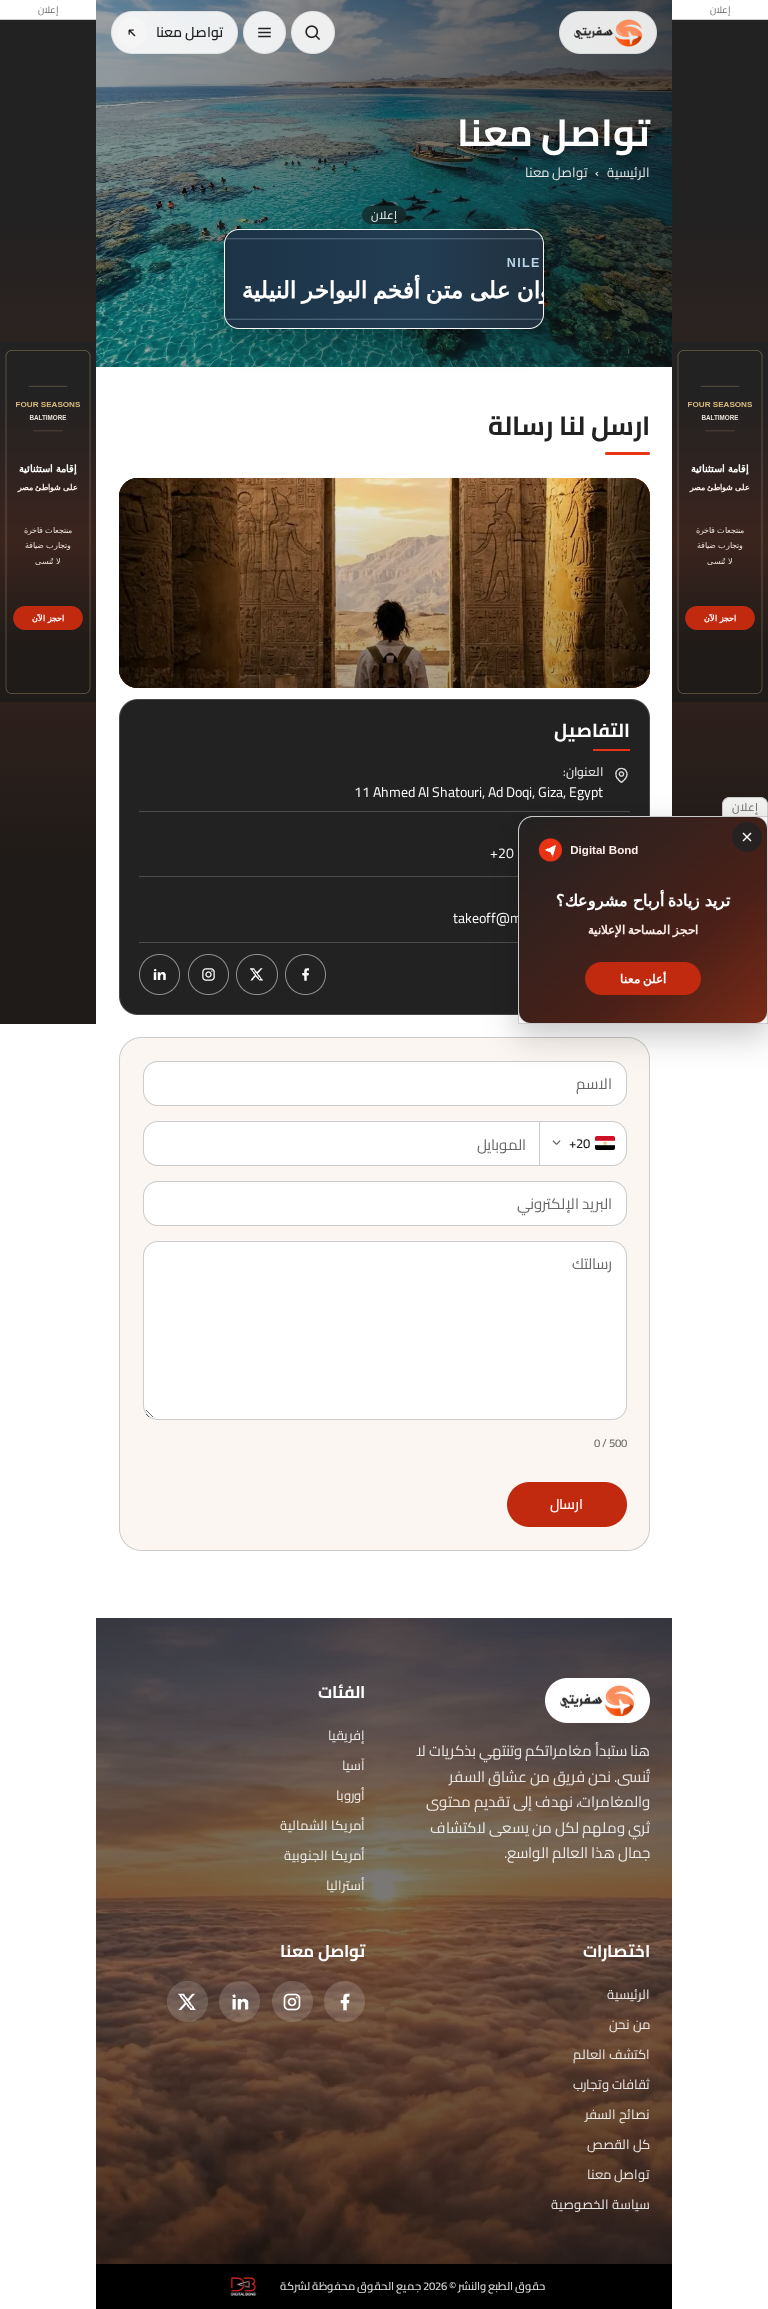 إعلان
إعلان
سفريتي
تواصل معنا
تواصل معنا
الرئيسية › تواصل معنا
إعلان
NILE
على متن أفخم البواخر النيلية
FOUR SEASONS
BALTIMORE
إقامة استثنائية
على شواطئ مصر
منتجعات فاخرة
وتجارب ضيافة
لا تُنسى
احجز الآن
FOUR SEASONS
BALTIMORE
إقامة استثنائية
على شواطئ مصر
منتجعات فاخرة
وتجارب ضيافة
لا تُنسى
احجز الآن
ارسل لنا رسالة
التفاصيل
العنوان:
11 Ahmed Al Shatouri, Ad Doqi, Giza, Egypt
+20
takeoff@m
إعلان
Digital Bond
تريد زيادة أرباح مشروعك؟
احجز المساحة الإعلانية
أعلن معنا
الاسم
+20
الموبايل
البريد الإلكتروني
رسالتك
0 / 500
ارسال
سفريتي
هنا ستبدأ مغامراتكم وتنتهي بذكريات لا
تُنسى. نحن فريق من عشاق السفر
والمغامرات، نهدف إلى تقديم محتوى
ثري وملهم لكل من يسعى لاكتشاف
جمال هذا العالم الواسع.
الفئات
إفريقيا
آسيا
أوروبا
أمريكا الشمالية
أمريكا الجنوبية
أستراليا
اختصارات
الرئيسية
من نحن
اكتشف العالم
ثقافات وتجارب
نصائح السفر
كل القصص
تواصل معنا
سياسة الخصوصية
تواصل معنا
حقوق الطبع والنشر © 2026 جميع الحقوق محفوظة لشركة
DIGITAL BOND